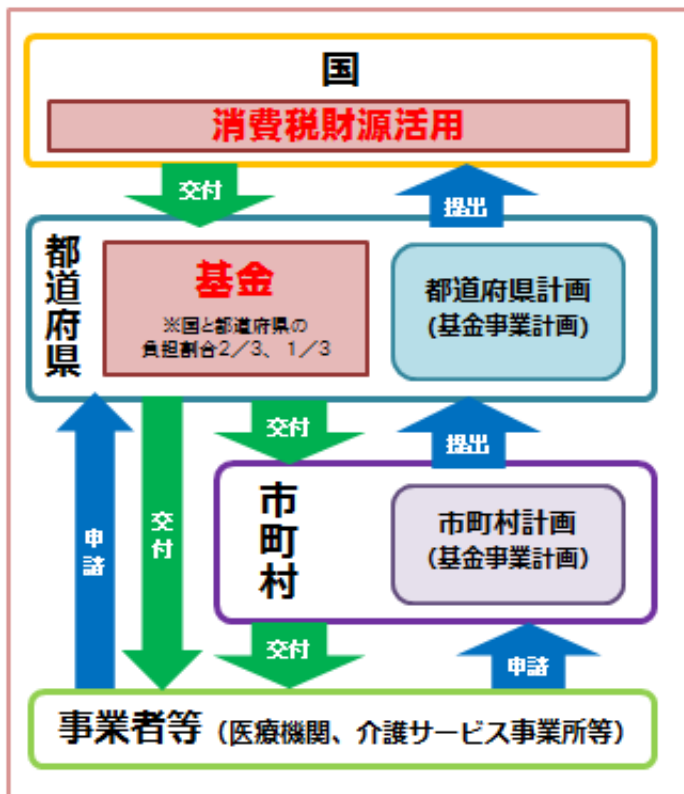 国
消費税財源活用
交付
提出
都道府県
基金
※国と都道府県の
負担割合2/3、1/3
都道府県計画
(基金事業計画)
交付
提出
申請
交付
市町村
市町村計画
(基金事業計画)
交付
申請
事業者等(医療機関、介護サービス事業所等)